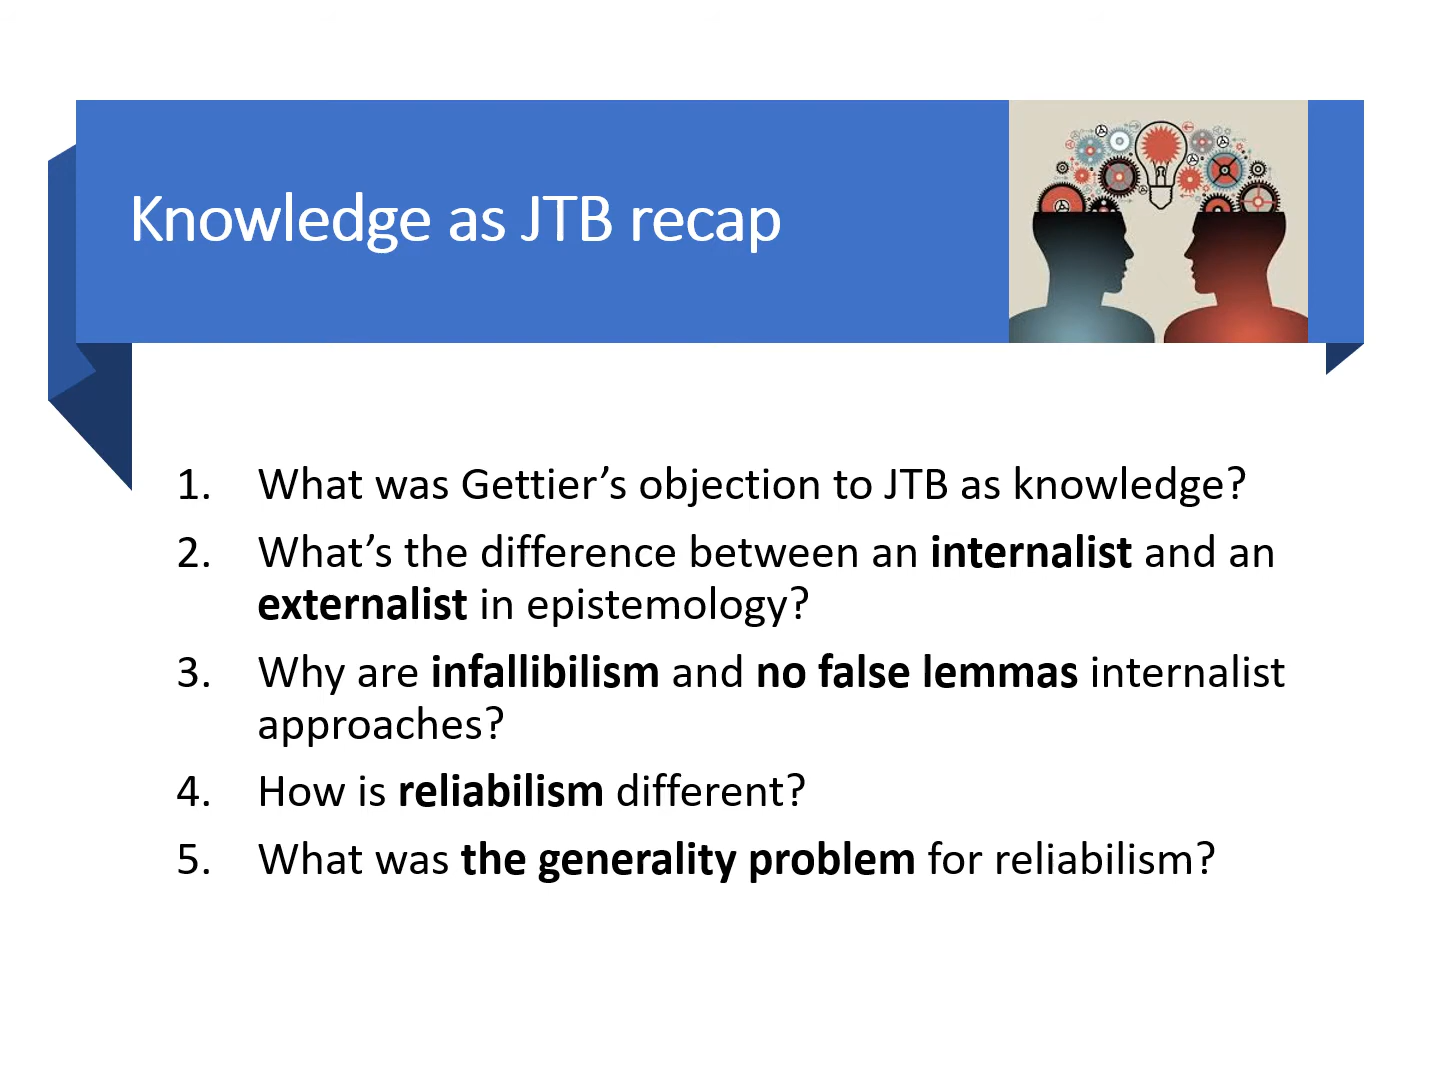 Knowledge as JTB recap
1. What was Gettier’s objection to JTB as knowledge?
2. What’s the difference between an internalist and an
externalist in epistemology?
3. Why are infallibilism and no false lemmas internalist
approaches?
4. How is reliabilism different?
5. What was the generality problem for reliabilism?